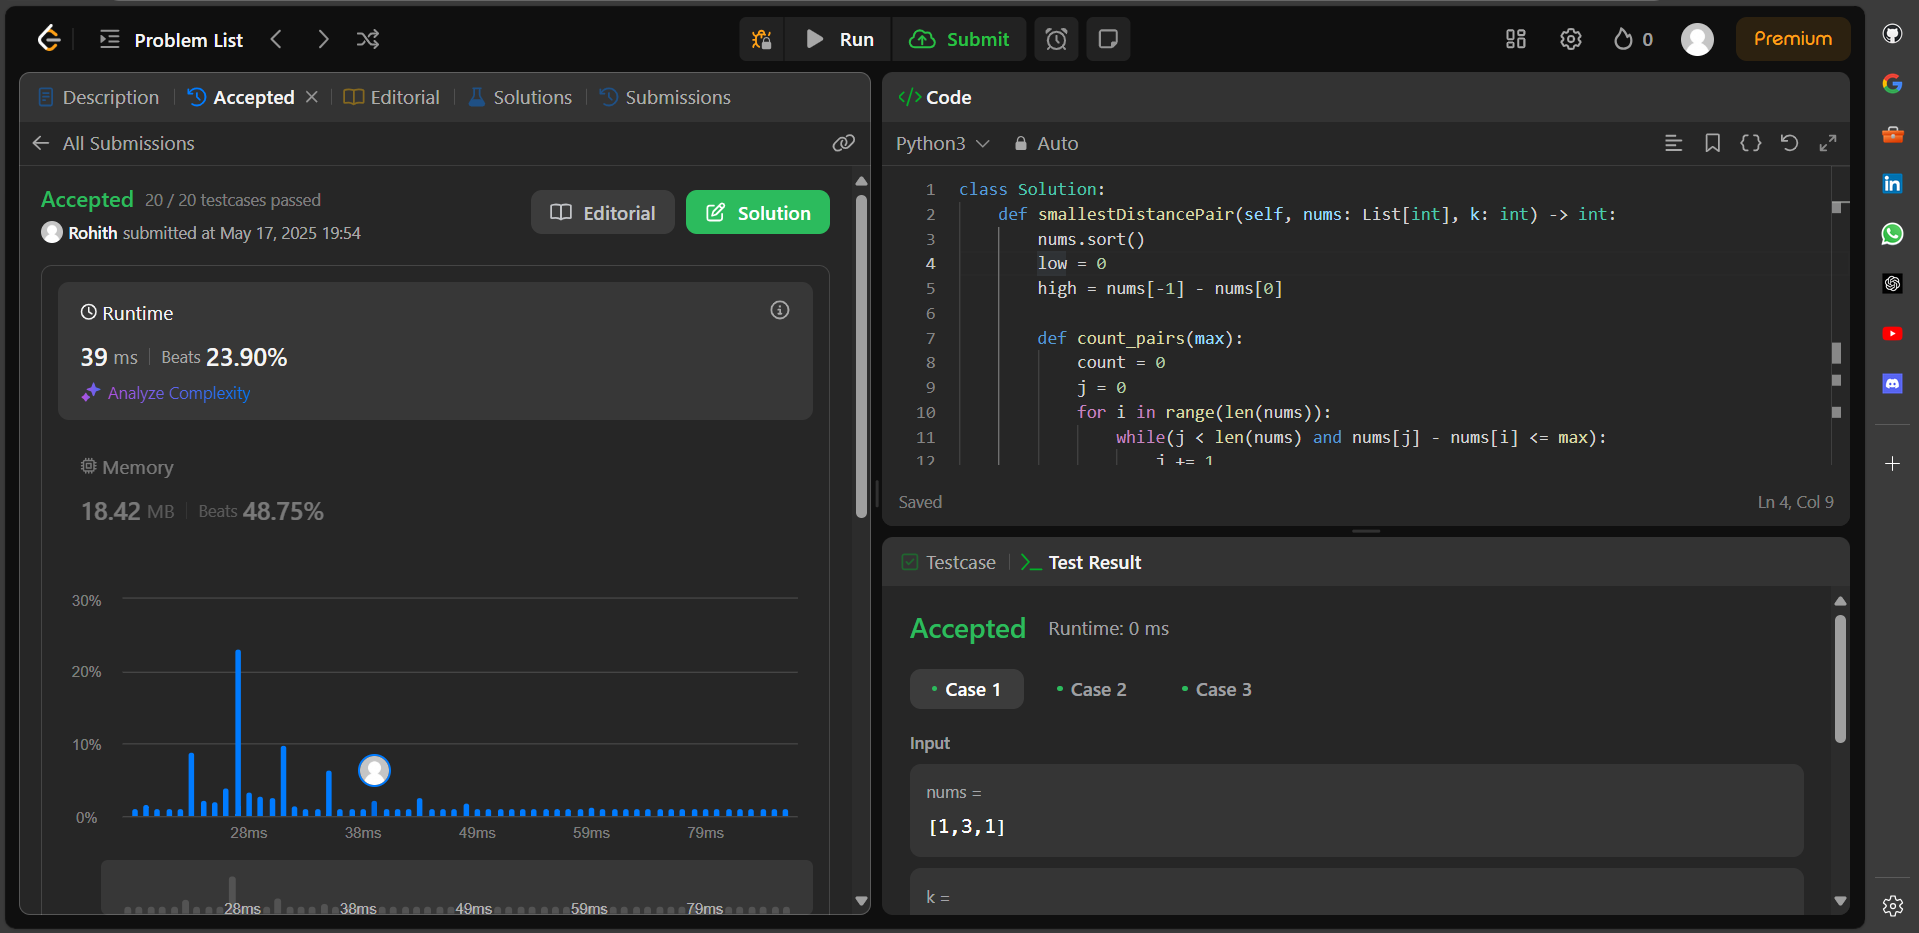 Problem List
Run
Submit
0
Premium
Description
Accepted
Editorial
Solutions
Submissions
All Submissions
Accepted 20 / 20 testcases passed
Rohith submitted at May 17, 2025 19:54
Editorial
Solution
Runtime
39 ms Beats 23.90%
Analyze Complexity
Memory
18.42 MB Beats 48.75%
30%
20%
10%
0%
28ms 38ms 49ms 59ms 79ms
28ms 38ms 49ms 59ms 79ms
</> Code
Python3 Auto
1 class Solution:
2 def smallestDistancePair(self, nums: List[int], k: int) -> int:
3 nums.sort()
4 low = 0
5 high = nums[-1] - nums[0]
6
7 def count_pairs(max):
8 count = 0
9 j = 0
10 for i in range(len(nums)):
11 while(j < len(nums) and nums[j] - nums[i] <= max):
12 j += 1
Saved
Ln 4, Col 9
Testcase
Test Result
Accepted Runtime: 0 ms
Case 1
Case 2
Case 3
Input
nums =
[1,3,1]
k =